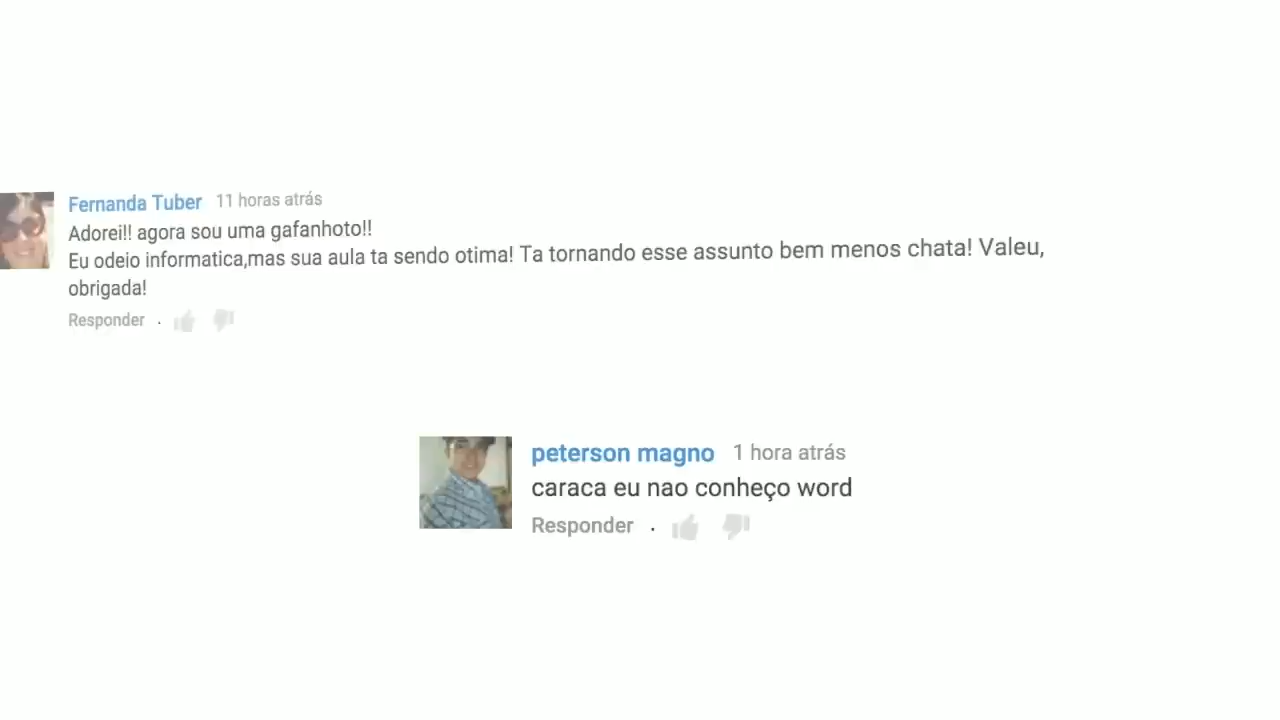 Fernanda Tuber 11 horas atrás
Adorei!! agora sou uma gafanhoto!!
Eu odeio informatica,mas sua aula ta sendo otima! Ta tornando esse assunto bem menos chata! Valeu,
obrigada!
Responder .
peterson magno 1 hora atrás
caraca eu nao conheço word
Responder .